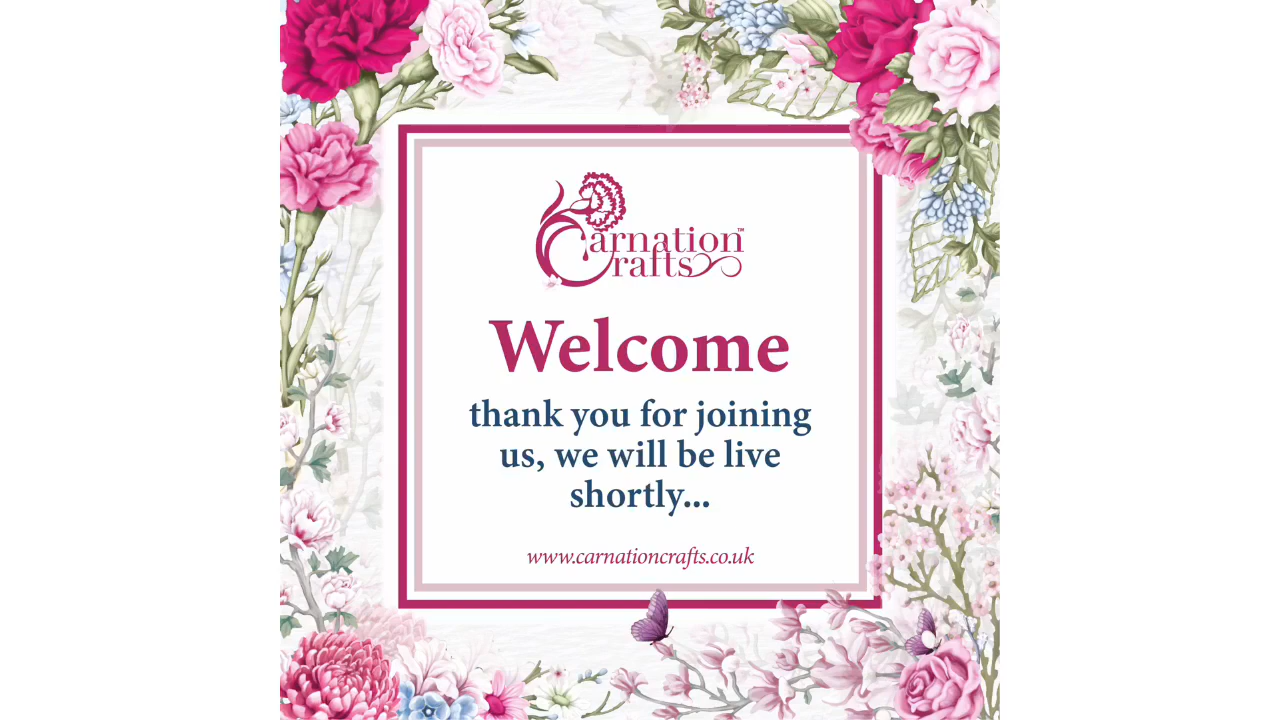 Carnation™
Crafts
Welcome
thank you for joining
us, we will be live
shortly...
www.carnationcrafts.co.uk